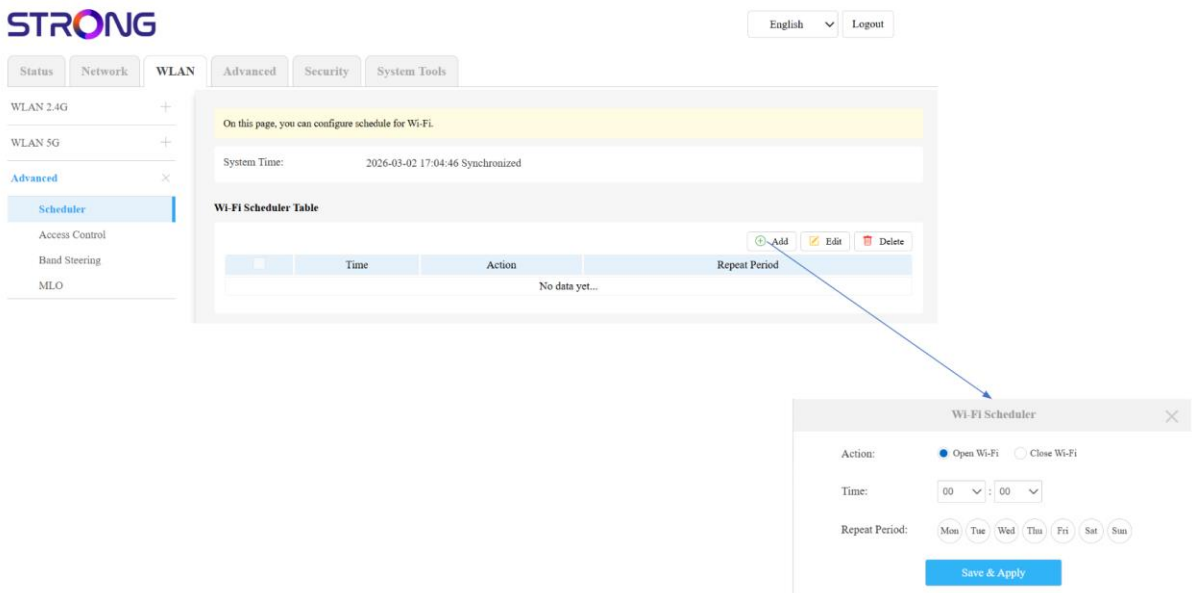 STRONG
English Logout
Status Network WLAN Advanced Security System Tools
WLAN 2.4G
WLAN 5G
Advanced
Scheduler
Access Control
Band Steering
MLO
On this page, you can configure schedule for Wi-Fi.
System Time: 2026-03-02 17:04:46 Synchronized
Wi-Fi Scheduler Table
Add Edit Delete
Time Action Repeat Period
No data yet...
Wi-Fi Scheduler
Action: Open Wi-Fi Close Wi-Fi
Time: 00 : 00
Repeat Period: Mon Tue Wed Thu Fri Sat Sun
Save & Apply